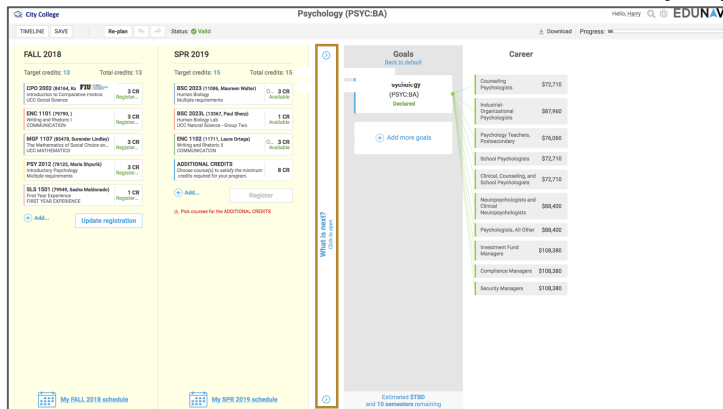 City College
Psychology (PSYC:BA)
Hello, Harry
EDUNAV
TIMELINE SAVE Re-plan Status: Valid
Download Progress:
FALL 2018
Target credits: 13 Total credits: 13
CPO 2002 (84164, FIU
3 CR
Introduction to Comparative Politics
Register...
UCC Social Science
ENC 1101 (79790, )
3 CR
Writing and Rhetoric I
Register...
COMMUNICATION
MGF 1107 (85478, Surender Lindley)
3 CR
The Mathematics of Social Choice an...
Register...
UCC MATHEMATICS
PSY 2012 (78125, Maria Shpurik)
3 CR
Introductory Psychology
Register...
Multiple requirements
SLS 1501 (79949, Sasha Maldonado)
1 CR
First Year Experience
Register...
FIRST YEAR EXPERIENCE
Add...
Update registration
My FALL 2018 schedule
SPR 2019
Target credits: 15 Total credits: 15
BSC 2023 (11086, Maureen Walter)
0... 3 CR
Human Biology
Available
Multiple requirements
BSC 2023L (13367, Paul Sharp)
1 CR
Human Biology Lab
Available
UCC Natural Science - Group Two
ENC 1102 (11711, Laura Ortega)
0... 3 CR
Writing and Rhetoric II
Available
COMMUNICATION
ADDITIONAL CREDITS
8 CR
Choose course(s) to satisfy the minimum
credits required for your program.
Add...
Register
Pick courses for the ADDITIONAL CREDITS
My SPR 2019 schedule
What is next?
Click to open
Goals
Back to default
(PSYC:BA)
Declared
Add more goals
Estimated $TBD
and 10 semesters remaining
Career
Counseling
Psychologists
$72,710
Industrial-
Organizational
Psychologists
$87,960
Psychology Teachers,
Postsecondary
$76,060
School Psychologists $72,710
Clinical, Counseling, and
School Psychologists
$72,710
Neuropsychologists and
Clinical
Neuropsychologists
$88,400
Psychologists, All Other $88,400
Investment Fund
Managers
$108,380
Compliance Managers $108,380
Security Managers $108,380